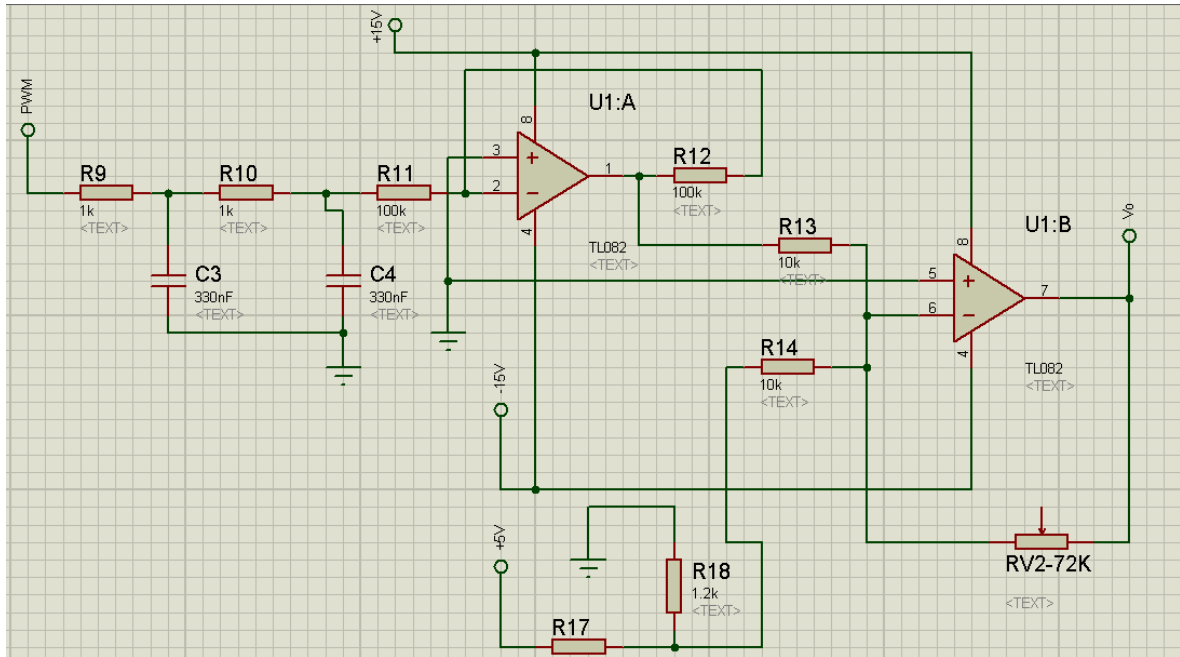 +15V
PWM
U1:A
8
3
2
1
4
R9
1k
<TEXT>
R10
1k
<TEXT>
R11
100k
<TEXT>
R12
100k
<TEXT>
TL082
<TEXT>
R13
10k
<TEXT>
C3
330nF
<TEXT>
C4
330nF
<TEXT>
Vo
U1:B
8
5
6
7
4
TL082
<TEXT>
R14
10k
<TEXT>
-15V
+5V
R18
1.2k
<TEXT>
R17
RV2-72K
<TEXT>